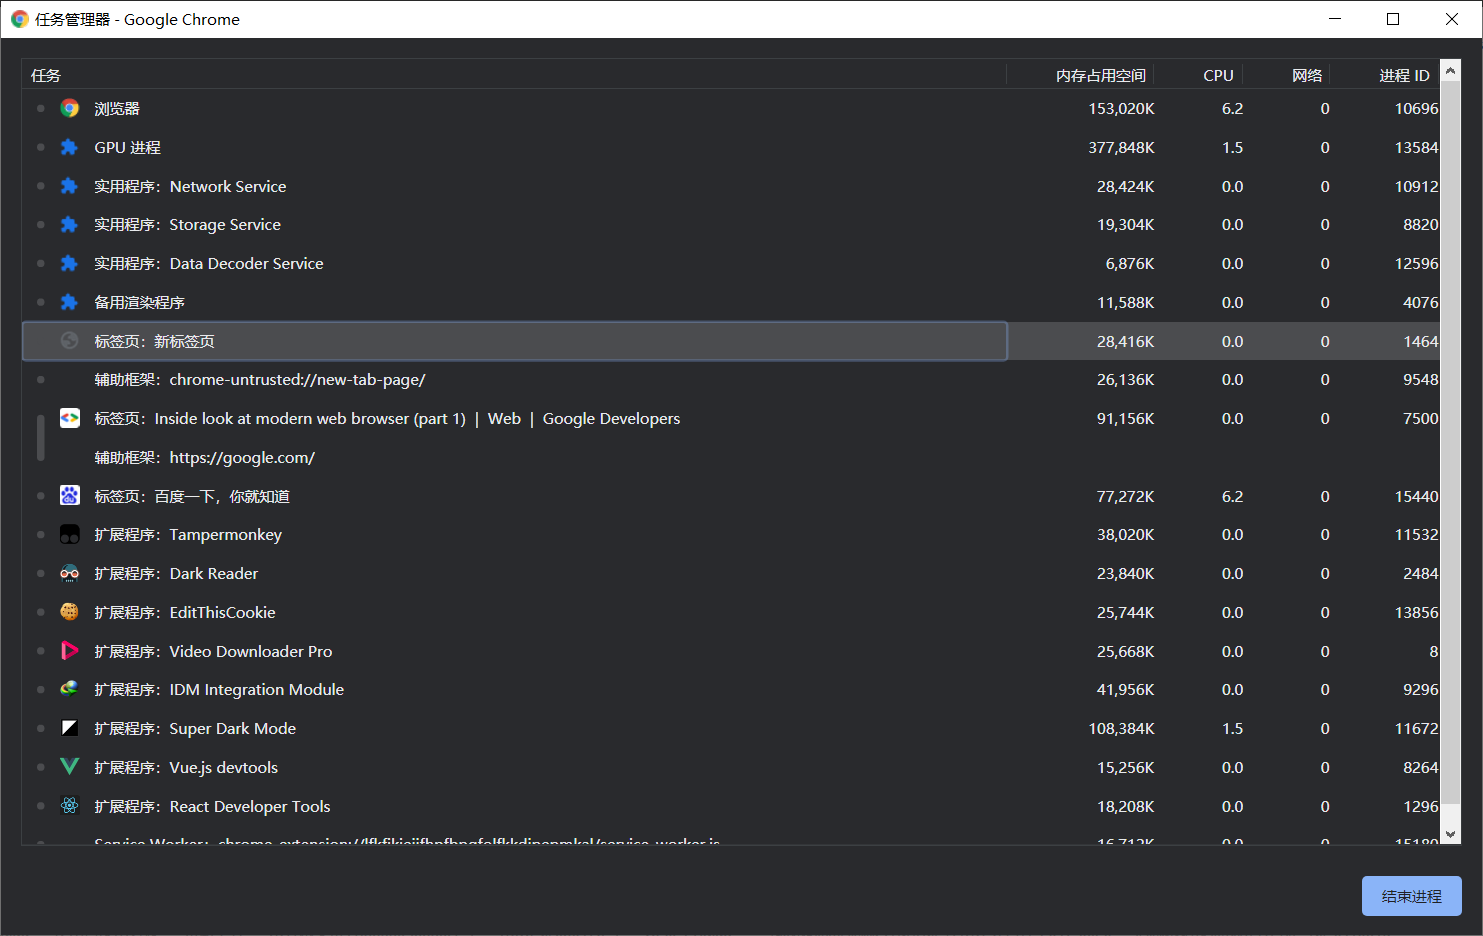 任务管理器 - Google Chrome
任务 内存占用空间 CPU 网络 进程 ID
浏览器 153,020K 6.2 0 10696
GPU 进程 377,848K 1.5 0 13584
实用程序：Network Service 28,424K 0.0 0 10912
实用程序：Storage Service 19,304K 0.0 0 8820
实用程序：Data Decoder Service 6,876K 0.0 0 12596
备用渲染程序 11,588K 0.0 0 4076
标签页：新标签页 28,416K 0.0 0 1464
辅助框架：chrome-untrusted://new-tab-page/ 26,136K 0.0 0 9548
标签页：Inside look at modern web browser (part 1) | Web | Google Developers 91,156K 0.0 0 7500
辅助框架：https://google.com/
标签页：百度一下，你就知道 77,272K 6.2 0 15440
扩展程序：Tampermonkey 38,020K 0.0 0 11532
扩展程序：Dark Reader 23,840K 0.0 0 2484
扩展程序：EditThisCookie 25,744K 0.0 0 13856
扩展程序：Video Downloader Pro 25,668K 0.0 0 8
扩展程序：IDM Integration Module 41,956K 0.0 0 9296
扩展程序：Super Dark Mode 108,384K 1.5 0 11672
扩展程序：Vue.js devtools 15,256K 0.0 0 8264
扩展程序：React Developer Tools 18,208K 0.0 0 1296
Service Worker：
结束进程